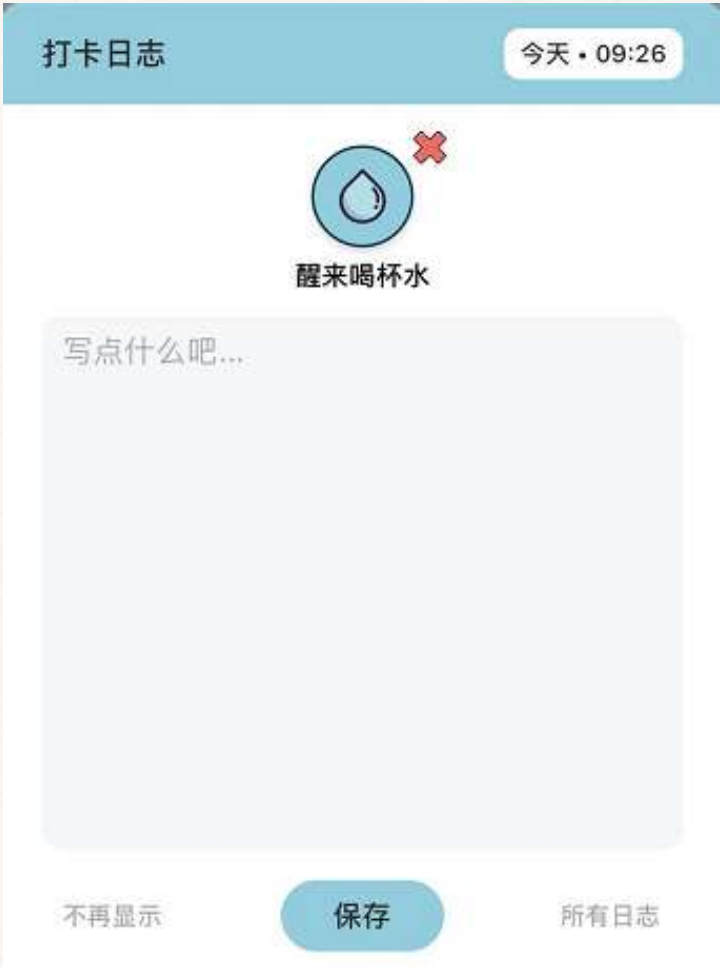 打卡日志
今天 • 09:26
醒来喝杯水
写点什么吧...
不再显示
保存
所有日志